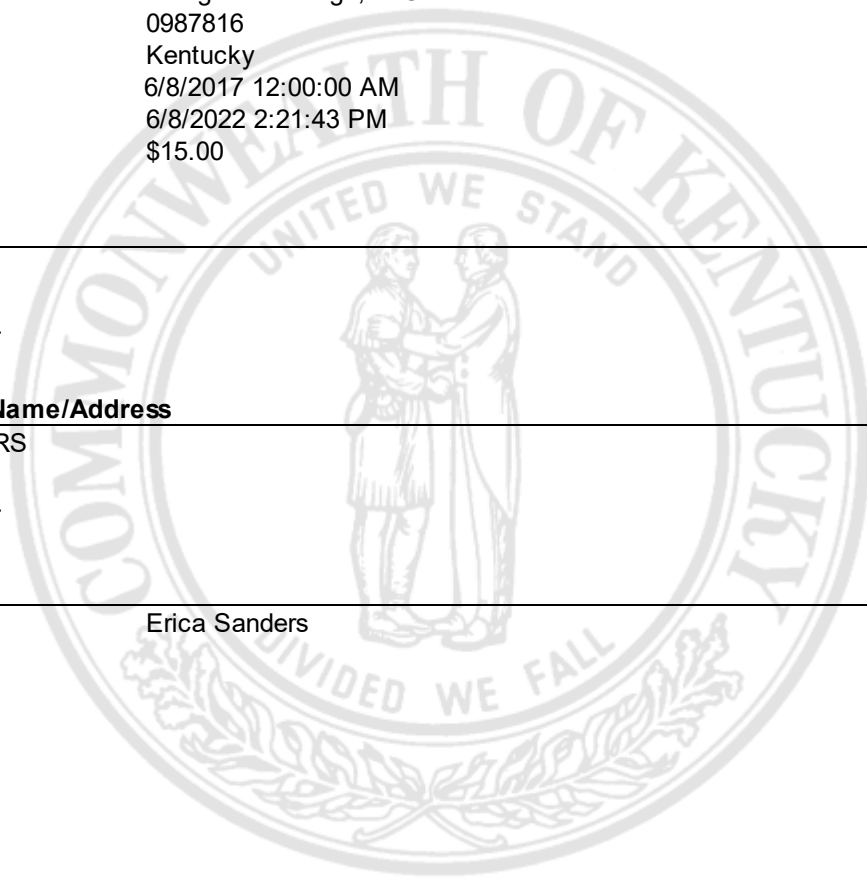 0987816
Kentucky
6/8/2017 12:00:00 AM
6/8/2022 2:21:43 PM
$15.00
COMMONWEALTH OF KENTUCKY
UNITED WE STAND
Name/Address
RS
Erica Sanders
DIVIDED WE FALL